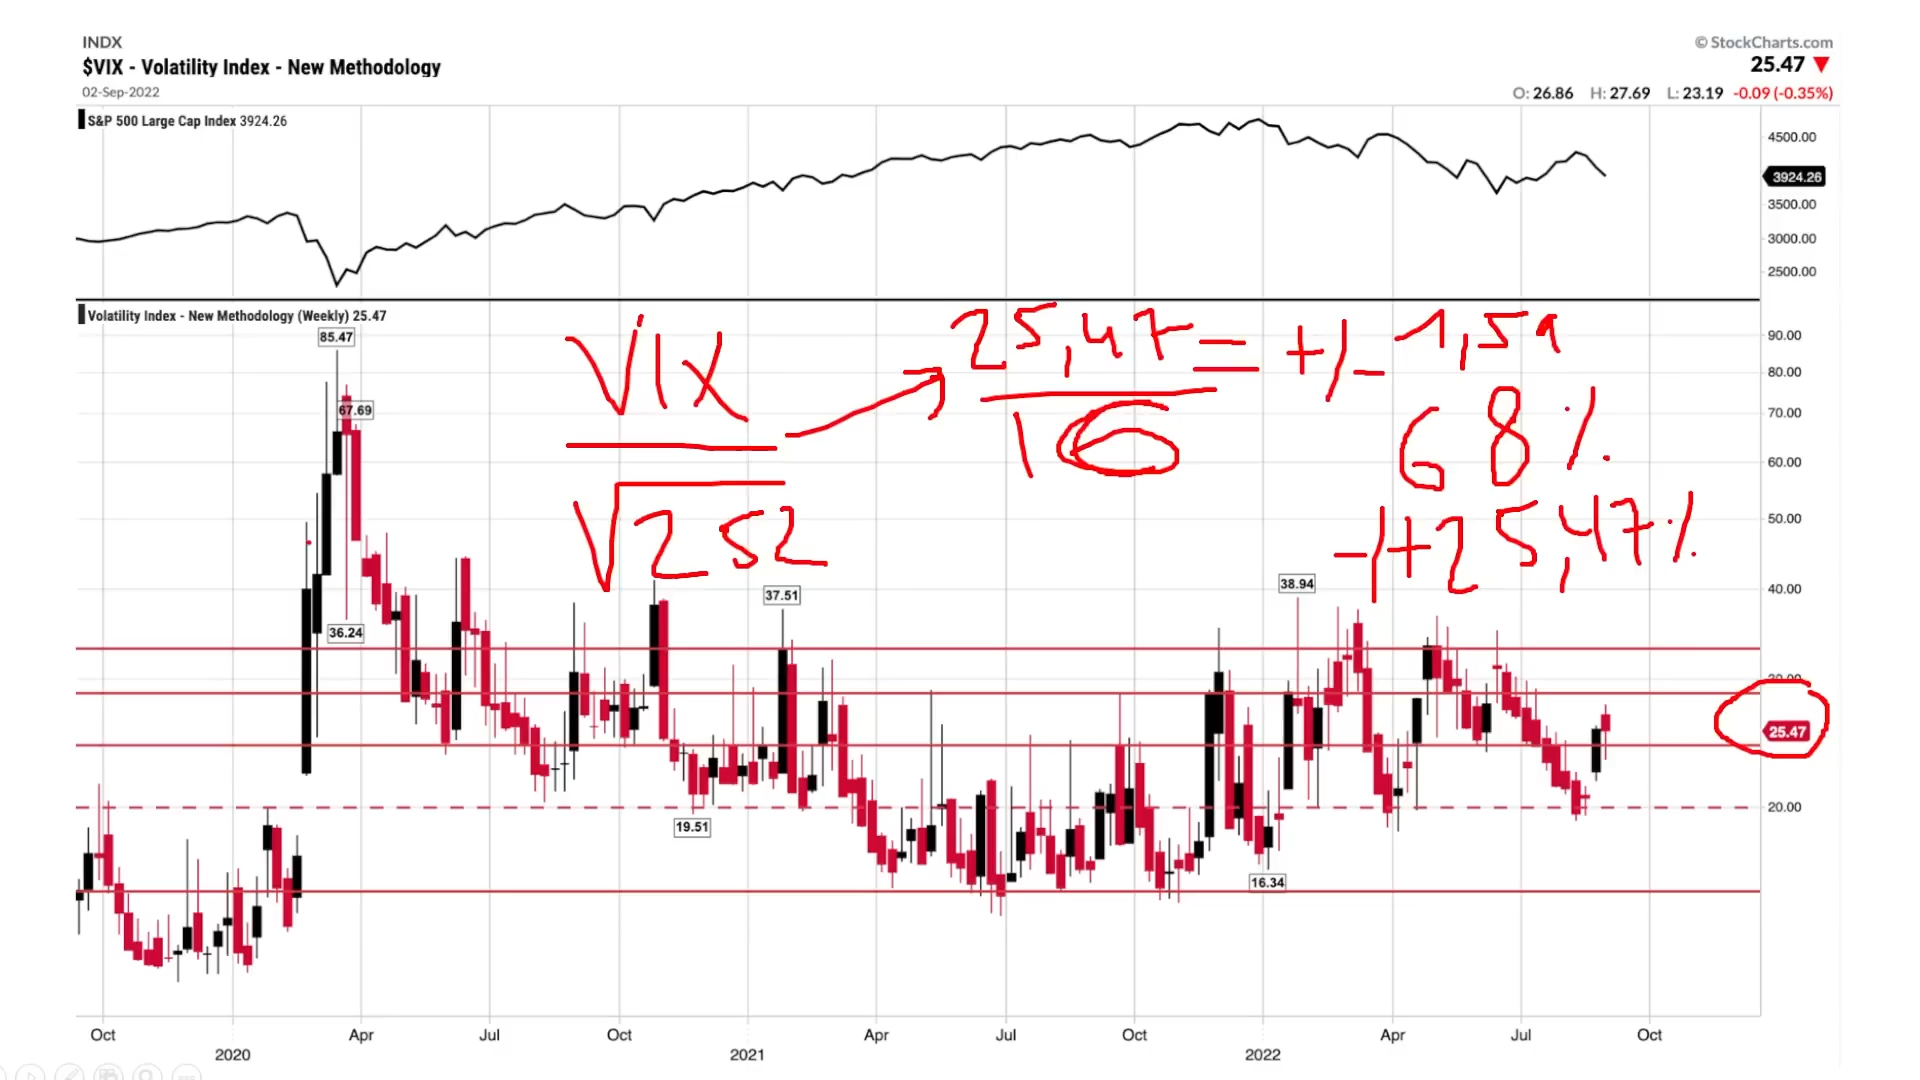 INDX
© StockCharts.com
$VIX - Volatility Index - New Methodology
25.47
02-Sep-2022
O: 26.86 H: 27.69 L: 23.19 -0.09 (-0.35%)
S&P 500 Large Cap Index 3924.26
4500.00
3924.26
3500.00
3000.00
2500.00
Volatility Index - New Methodology (Weekly) 25.47
85.47
67.69
36.24
VIX
√252
25,47 = +/- 1,59
16
68%
-/+25,47%
37.51
38.94
19.51
16.34
90.00
80.00
70.00
60.00
50.00
40.00
30.00
25.47
20.00
Oct Apr Jul Oct Apr Jul Oct Apr Jul Oct
2020 2021 2022